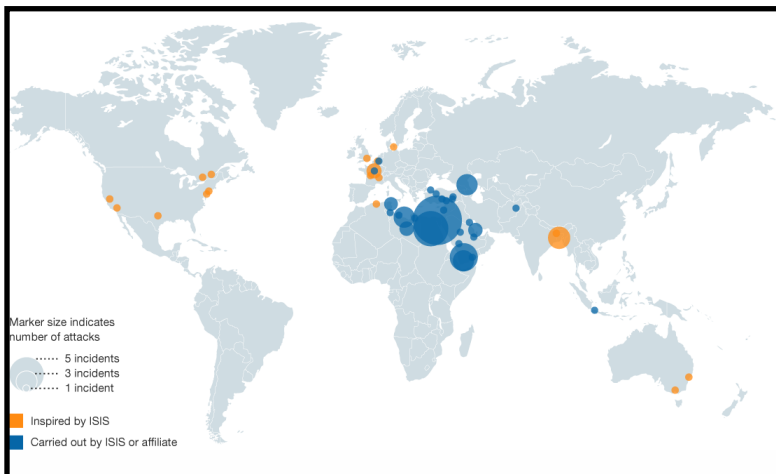 Marker size indicates
number of attacks
5 incidents
3 incidents
1 incident
Inspired by ISIS
Carried out by ISIS or affiliate